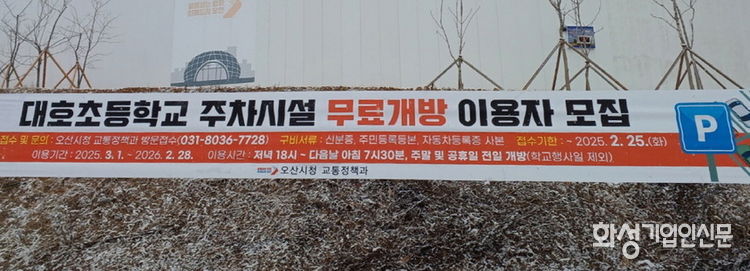 대호초등학교 주차시설 무료개방 이용자 모집
접수 및 문의 : 오산시청 교통정책과 방문접수(031-8036-7728) 구비서류 : 신분증, 주민등록등본, 자동차등록증 사본 접수기한 : ~ 2025. 2. 25.(화)
이용기간 : 2025. 3. 1. ~ 2026. 2. 28. 이용시간 : 저녁 18시 ~ 다음날 아침 7시30분, 주말 및 공휴일 전일 개방(학교행사일 제외)
P
오산시청 교통정책과
화성기업인신문